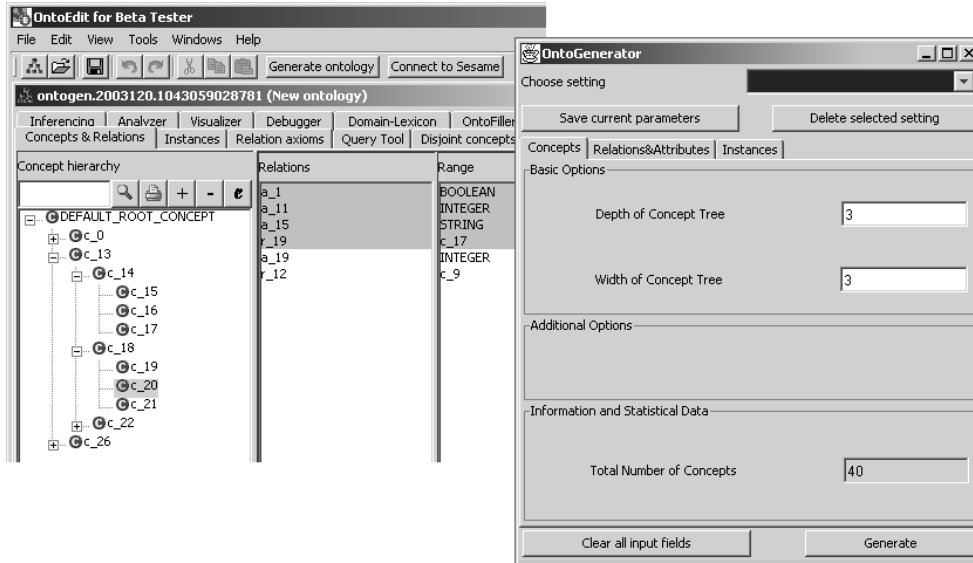 OntoEdit for Beta Tester
File Edit View Tools Windows Help
Generate ontology Connect to Sesame
ontogen.2003120.1043059028781 (New ontology)
Inferencing Analyzer Visualizer Debugger Domain-Lexicon OntoFiller
Concepts & Relations Instances Relation axioms Query Tool Disjoint concepts
Concept hierarchy
+ - e
DEFAULT_ROOT_CONCEPT
c_0
c_13
c_14
c_15
c_16
c_17
c_18
c_19
c_20
c_21
c_22
c_26
Relations Range
a_1 BOOLEAN
a_11 INTEGER
a_15 STRING
r_19 c_17
a_19 INTEGER
r_12 c_9
OntoGenerator
Choose setting
Save current parameters Delete selected setting
Concepts Relations&Attributes Instances
Basic Options
Depth of Concept Tree 3
Width of Concept Tree 3
Additional Options
Information and Statistical Data
Total Number of Concepts 40
Clear all input fields Generate